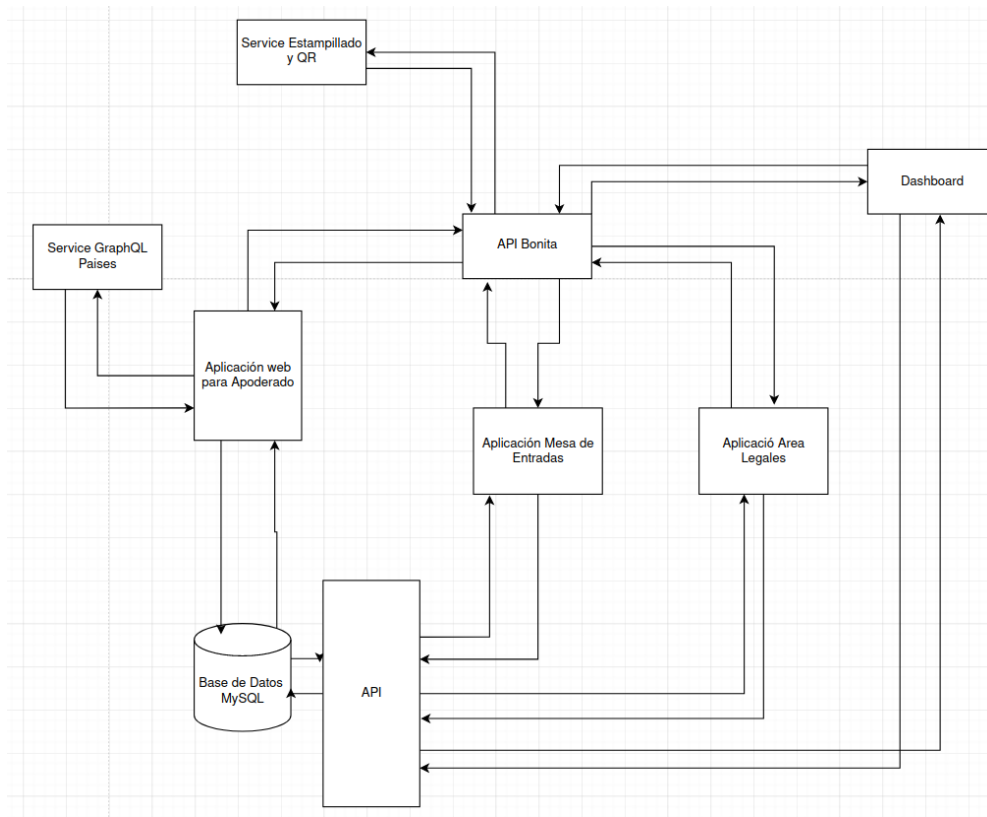 Service Estampillado
y QR
Dashboard
API Bonita
Service GraphQL
Paises
Aplicación web
para Apoderado
Aplicación Mesa de
Entradas
Aplicació Area
Legales
Base de Datos
MySQL
API